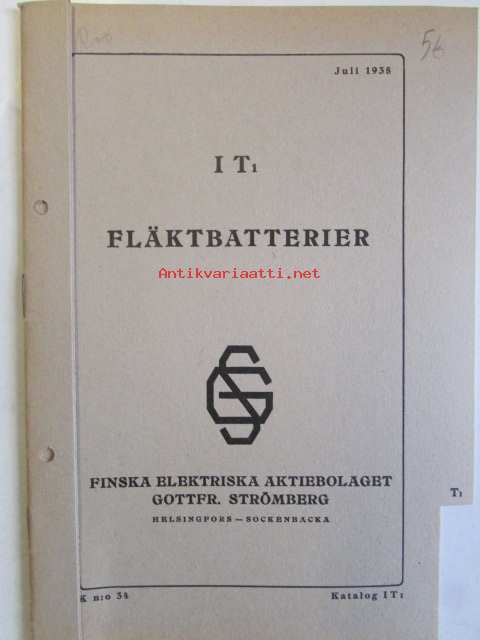 56
Juli 1938
I T1
FLÄKTBATTERIER
Antikvariaatti.net
FINSKA ELEKTRISKA AKTIEBOLAGET
GOTTFR. STRÖMBERG
HELSINGFORS — SOCKENBACKA
T1
K n:o 34
Katalog I T1